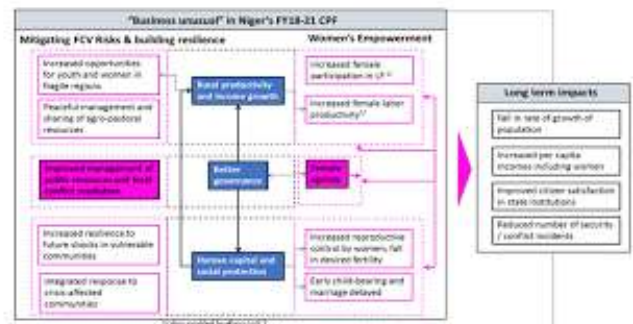 "Business unusual" in Niger's FY18-21 CPF
Mitigating FCV Risks & building resilience
Women's Empowerment
Increased opportunities
for youth and women in
fragile regions
Peaceful management and
sharing of agro-pastoral
resources
Rural productivity
and income growth
Increased female
participation in
Increased female labor
productivity
Improved management of
public resources and local
conflict resolution
Better
governance
Increased resilience to
future shocks in vulnerable
communities
Integrated response to
crisis-affected
communities
Human capital and
social protection
Increased reproductive
control by women, fall
in desired fertility
Early child-bearing and
marriage delayed
Long term impacts
Fall in rate of growth of
population
Increased per capita
incomes including women
Improved citizen satisfaction
in state institutions
Reduced number of security
/ conflict incidents